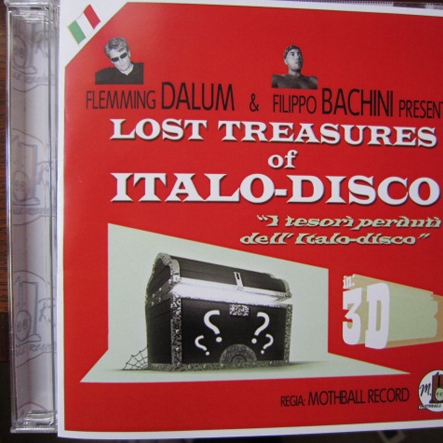 FLEMMING DALUM & FILIPPO BACHINI PRESENT
LOST TREASURES
of
ITALO-DISCO
"I tesori perduti
dell' Italo-disco"
in:
3D
? ? ?
REGIA: MOTHBALL RECORD